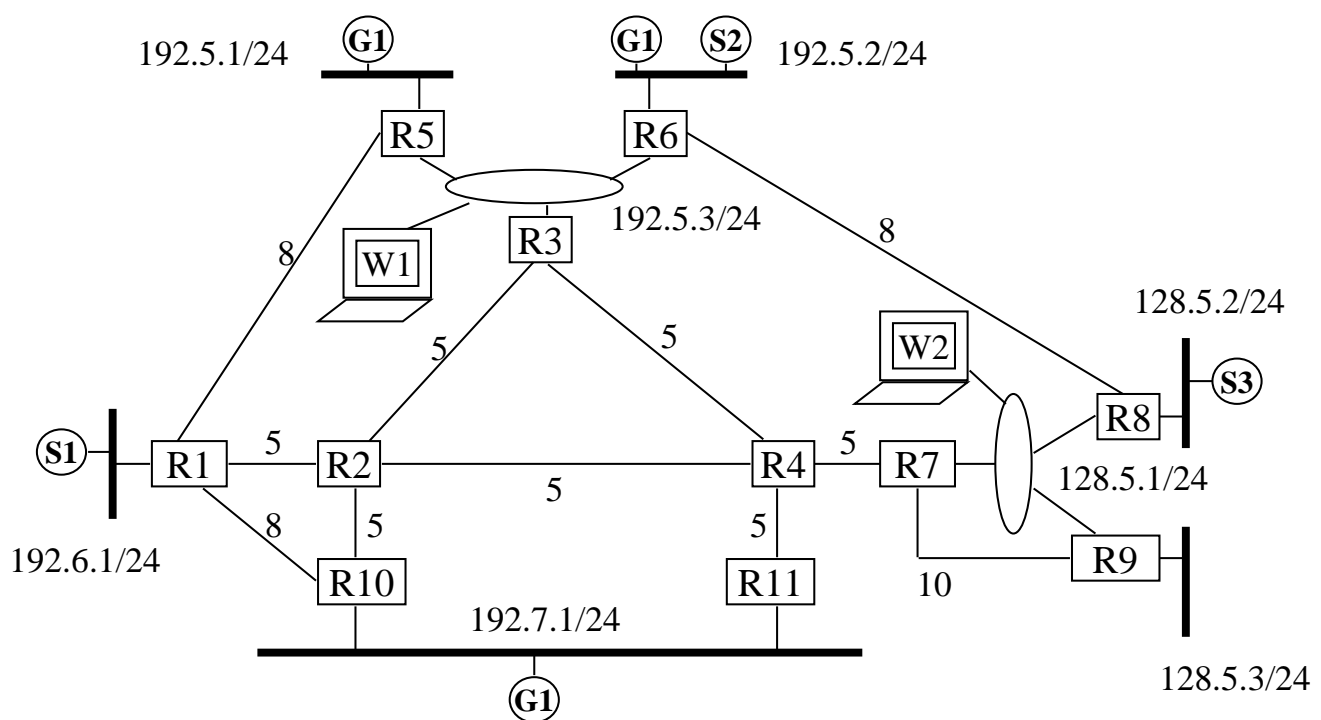 G1
G1
S2
192.5.1/24
192.5.2/24
R5
R6
192.5.3/24
R3
8
W1
8
128.5.2/24
5
5
W2
S3
R8
S1
R1
5
R2
5
R4
5
R7
128.5.1/24
8
5
5
192.6.1/24
R10
R11
10
R9
192.7.1/24
G1
128.5.3/24